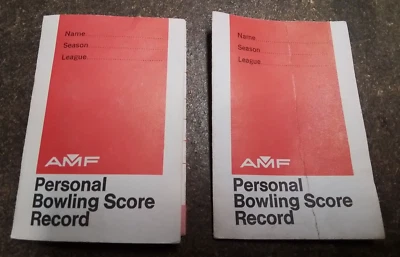 Name
Season
League
AMF
Personal
Bowling Score
Record
Name
Season
League
AMF
Personal
Bowling Score
Record